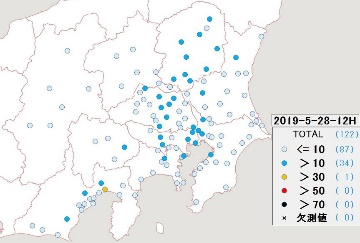 2019-5-28-12H
TOTAL (122)
<= 10 (87)
> 10 (34)
> 30 ( 1)
> 50 ( 0)
> 70 ( 0)
× 欠測値 ( 0)